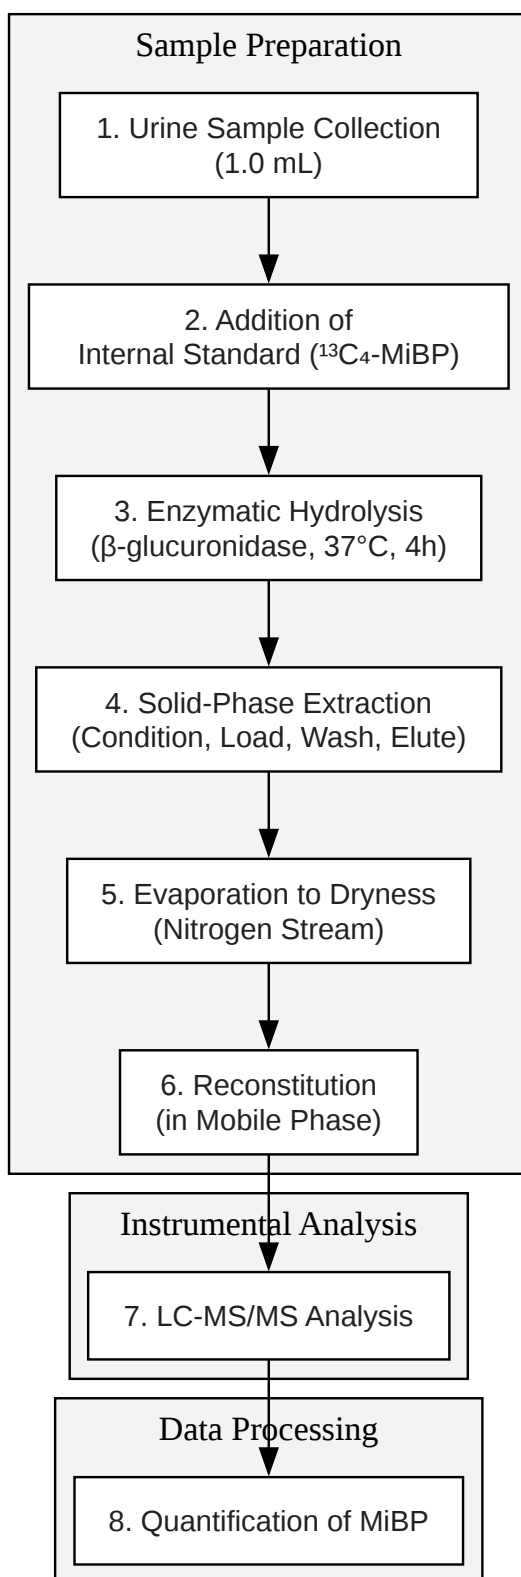 Sample Preparation
1. Urine Sample Collection
(1.0 mL)
2. Addition of
Internal Standard (¹³C₄-MiBP)
3. Enzymatic Hydrolysis
(β-glucuronidase, 37°C, 4h)
4. Solid-Phase Extraction
(Condition, Load, Wash, Elute)
5. Evaporation to Dryness
(Nitrogen Stream)
6. Reconstitution
(in Mobile Phase)
Instrumental Analysis
7. LC-MS/MS Analysis
Data Processing
8. Quantification of MiBP